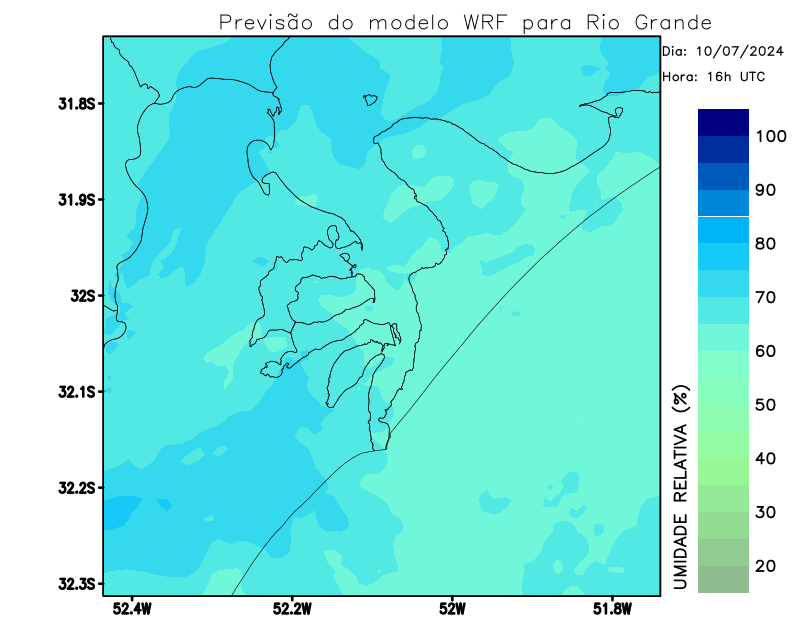 Previsão do modelo WRF para Rio Grande
Dia: 10/07/2024
Hora: 16h UTC
31.8S
31.9S
32S
32.1S
32.2S
32.3S
52.4W
52.2W
52W
51.8W
100
90
80
70
60
50
40
30
20
UMIDADE RELATIVA (%)